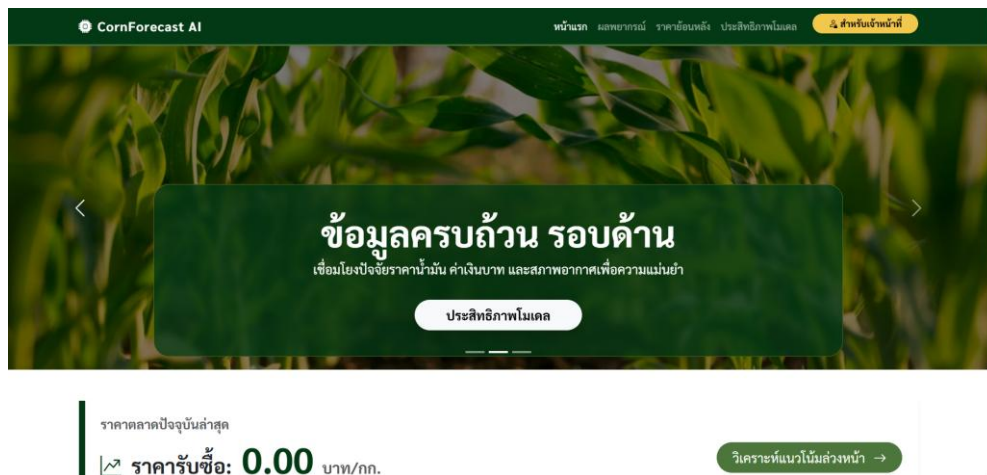 CornForecast AI
หน้าแรก ผลพยากรณ์ ราคาย้อนหลัง ประสิทธิภาพโมเดล สำหรับเจ้าหน้าที่
ข้อมูลครบถ้วน รอบด้าน
เชื่อมโยงปัจจัยราคาน้ำมัน ค่าเงินบาท และสภาพอากาศเพื่อความแม่นยำ
ประสิทธิภาพโมเดล
ราคาตลาดปัจจุบันล่าสุด
ราคารับซื้อ: 0.00 บาท/กก.
วิเคราะห์แนวโน้มล่วงหน้า →